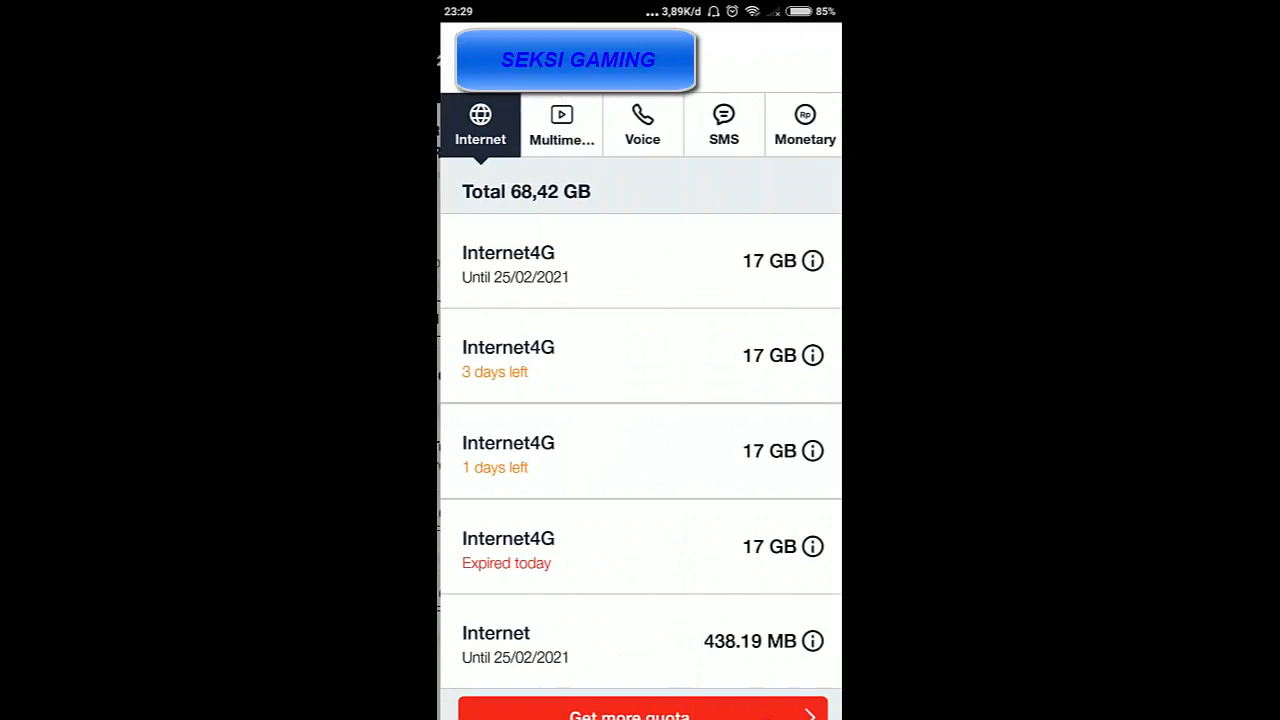 23:29
... 3,89K/d
85%
SEKSI GAMING
Internet
Multime...
Voice
SMS
Rp
Monetary
Total 68,42 GB
Internet4G
17 GB
Until 25/02/2021
Internet4G
17 GB
3 days left
Internet4G
17 GB
1 days left
Internet4G
17 GB
Expired today
Internet
438.19 MB
Until 25/02/2021
Get more quota